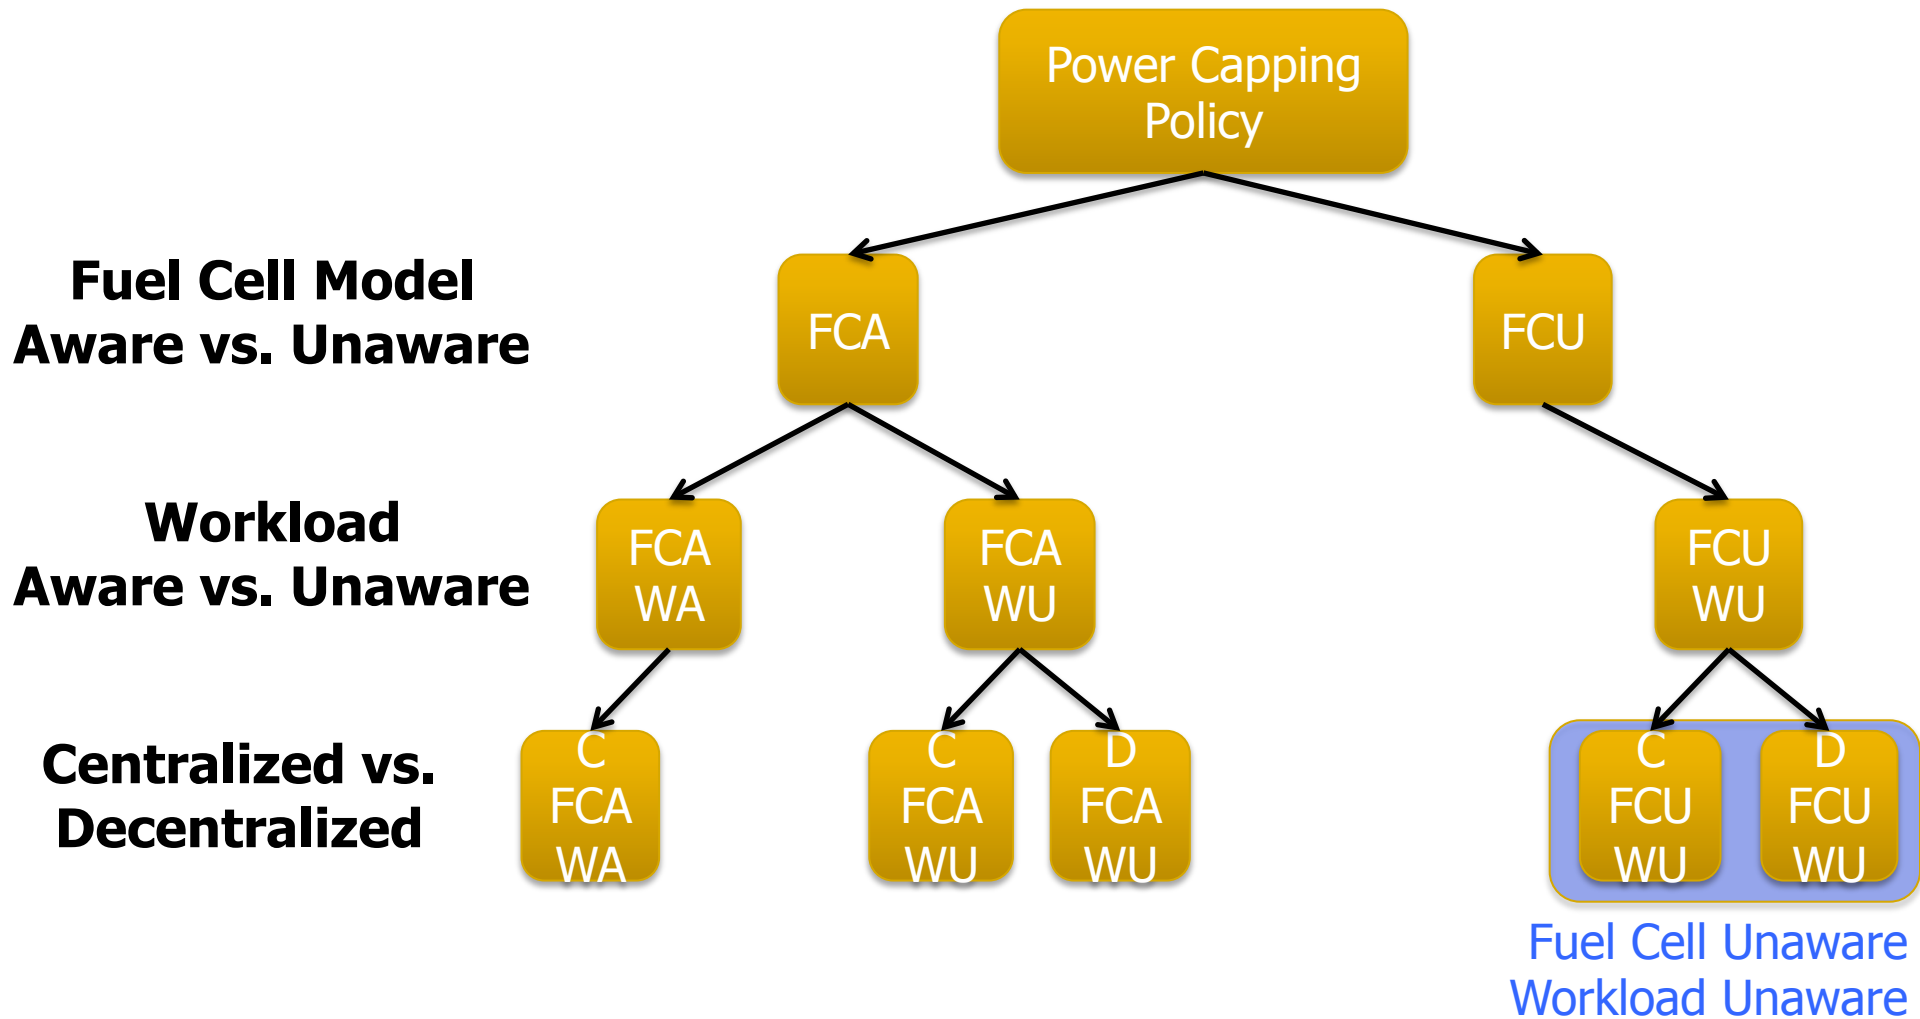 Power Capping
Policy
Fuel Cell Model
Aware vs. Unaware
FCA
FCU
Workload
Aware vs. Unaware
FCA
WA
FCA
WU
FCU
WU
Centralized vs.
Decentralized
C
FCA
WA
C
FCA
WU
D
FCA
WU
C
FCU
WU
D
FCU
WU
Fuel Cell Unaware
Workload Unaware